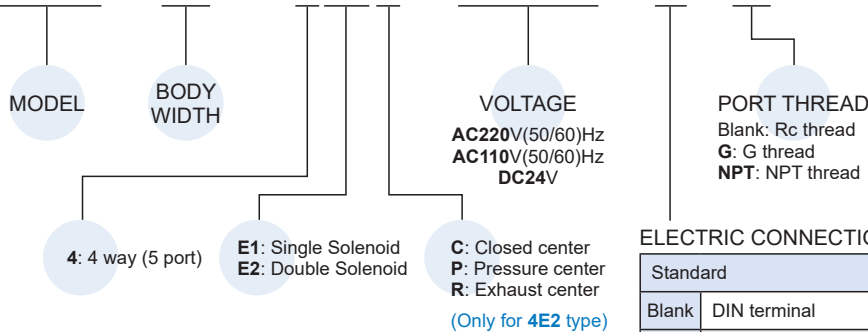 MODEL
BODY
WIDTH
VOLTAGE
AC220V(50/60)Hz
AC110V(50/60)Hz
DC24V
PORT THREAD
Blank: Rc thread
G: G thread
NPT: NPT thread
4: 4 way (5 port)
E1: Single Solenoid
E2: Double Solenoid
C: Closed center
P: Pressure center
R: Exhaust center
(Only for 4E2 type)
ELECTRIC CONNECTIO
Standard
Blank DIN terminal